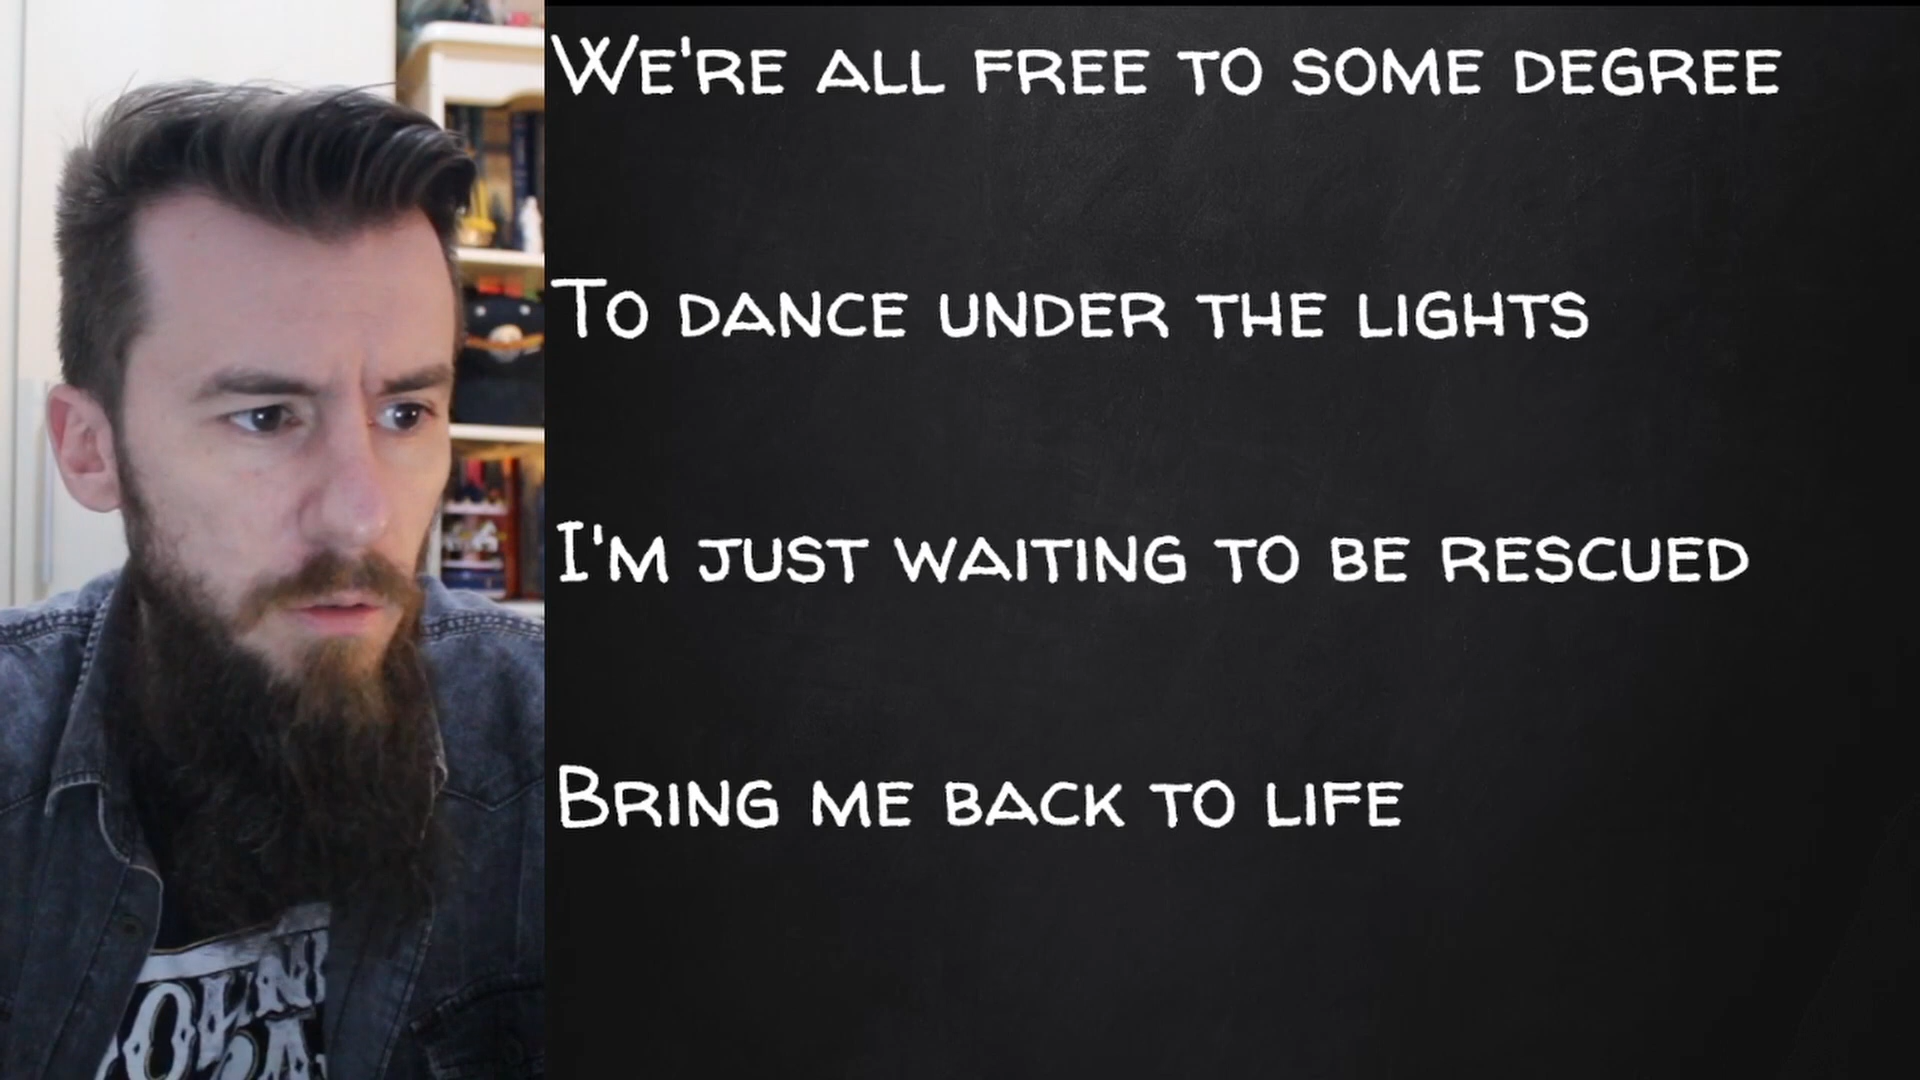 We're all free to some degree
To dance under the lights
I'm just waiting to be rescued
Bring me back to life